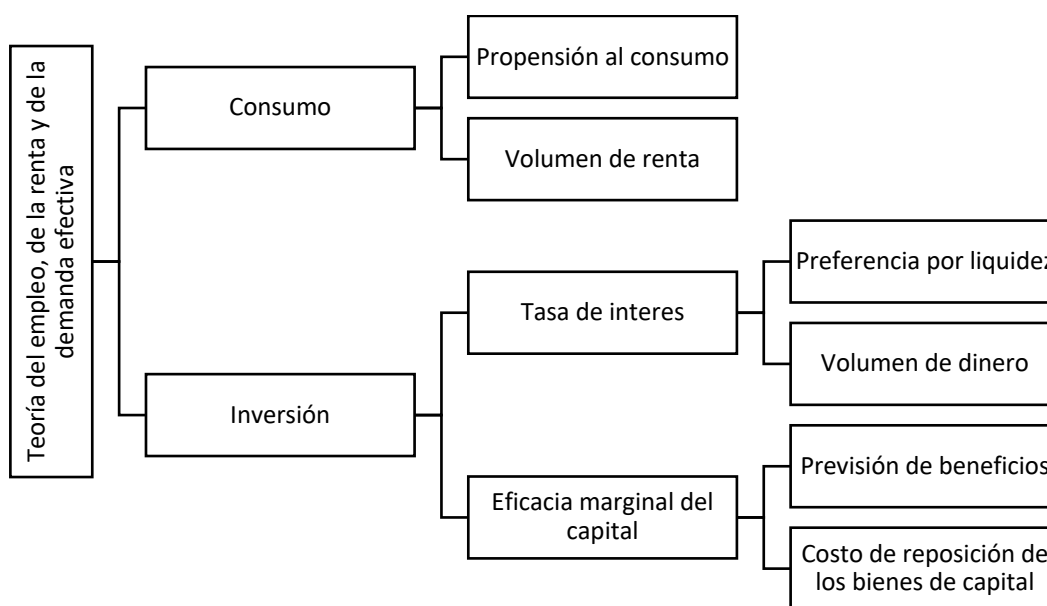 Teoría del empleo, de la renta y de la
demanda efectiva
Consumo
Propensión al consumo
Volumen de renta
Inversión
Tasa de interes
Preferencia por liquidez
Volumen de dinero
Eficacia marginal del
capital
Previsión de beneficios
Costo de reposición de
los bienes de capital